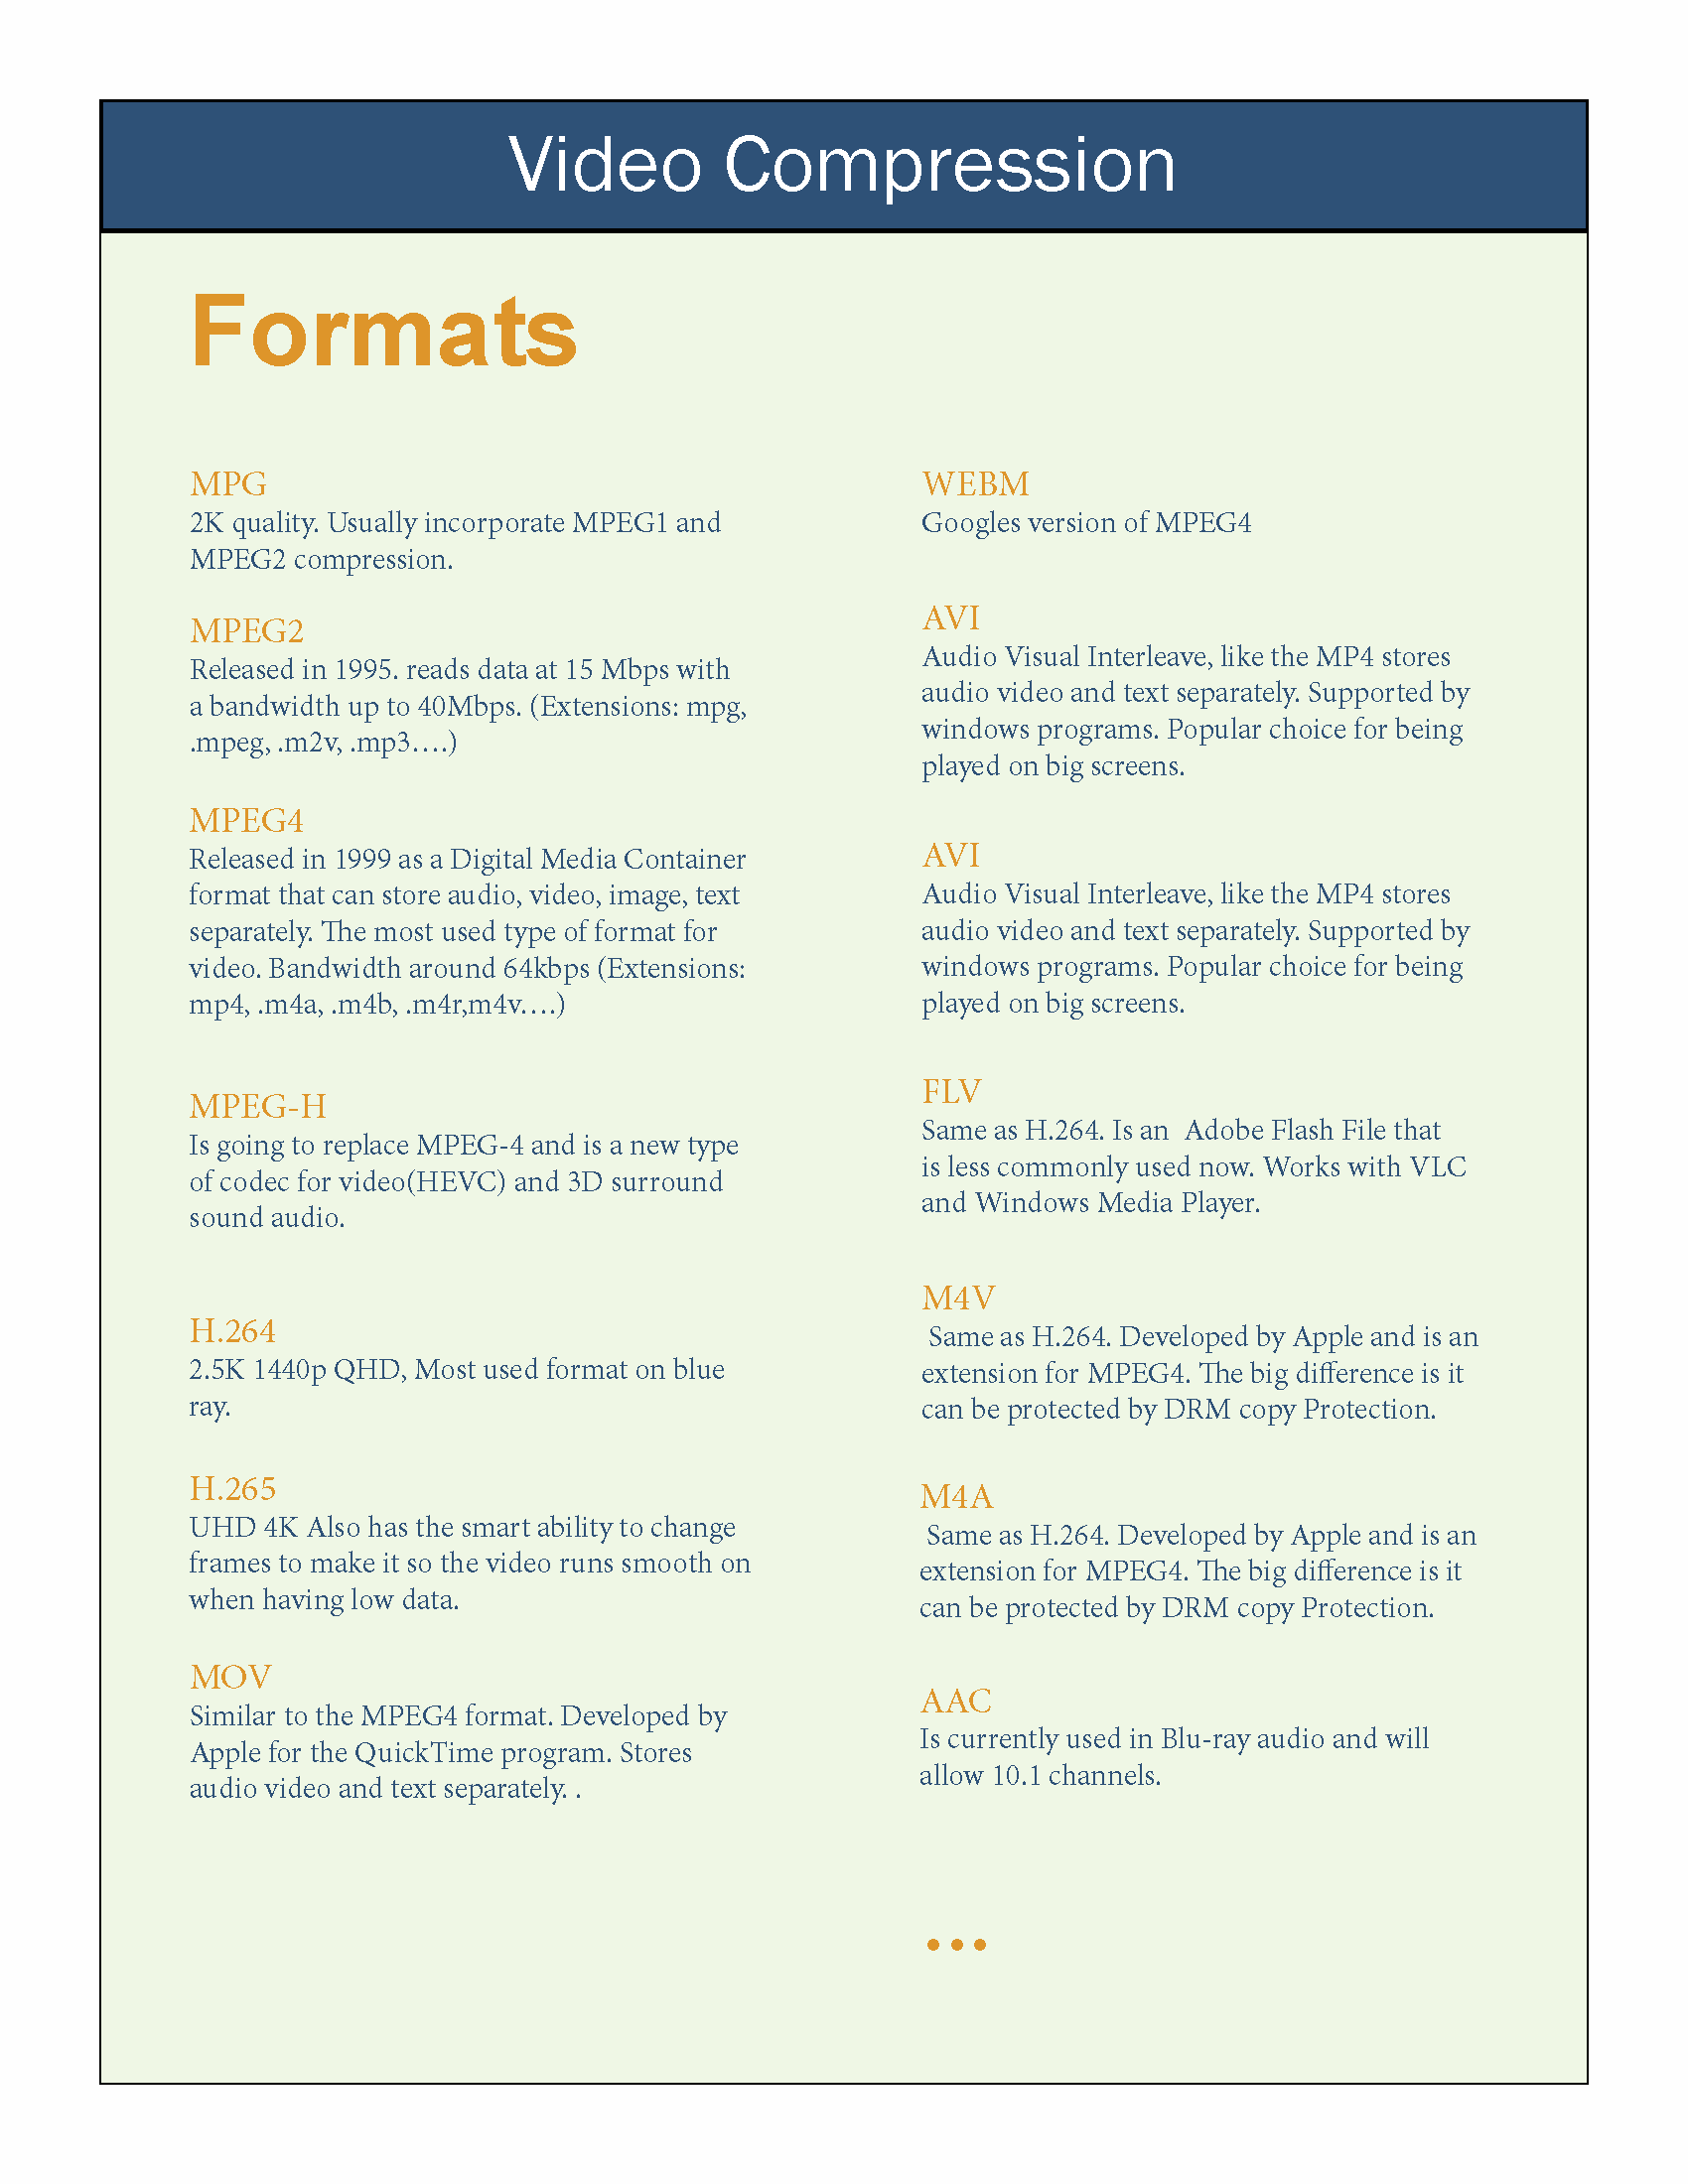 Video Compression
Formats
MPG
2K quality. Usually incorporate MPEG1 and
MPEG2 compression.
MPEG2
Released in 1995. reads data at 15 Mbps with
a bandwidth up to 40Mbps. (Extensions: mpg,
.mpeg, .m2v, .mp3….)
MPEG4
Released in 1999 as a Digital Media Container
format that can store audio, video, image, text
separately. The most used type of format for
video. Bandwidth around 64kbps (Extensions:
mp4, .m4a, .m4b, .m4r,m4v….)
MPEG-H
Is going to replace MPEG-4 and is a new type
of codec for video(HEVC) and 3D surround
sound audio.
H.264
2.5K 1440p QHD, Most used format on blue
ray.
H.265
UHD 4K Also has the smart ability to change
frames to make it so the video runs smooth on
when having low data.
MOV
Similar to the MPEG4 format. Developed by
Apple for the QuickTime program. Stores
audio video and text separately. .
WEBM
Googles version of MPEG4
AVI
Audio Visual Interleave, like the MP4 stores
audio video and text separately. Supported by
windows programs. Popular choice for being
played on big screens.
AVI
Audio Visual Interleave, like the MP4 stores
audio video and text separately. Supported by
windows programs. Popular choice for being
played on big screens.
FLV
Same as H.264. Is an  Adobe Flash File that
is less commonly used now. Works with VLC
and Windows Media Player.
M4V
Same as H.264. Developed by Apple and is an
extension for MPEG4. The big difference is it
can be protected by DRM copy Protection.
M4A
Same as H.264. Developed by Apple and is an
extension for MPEG4. The big difference is it
can be protected by DRM copy Protection.
AAC
Is currently used in Blu-ray audio and will
allow 10.1 channels.
...